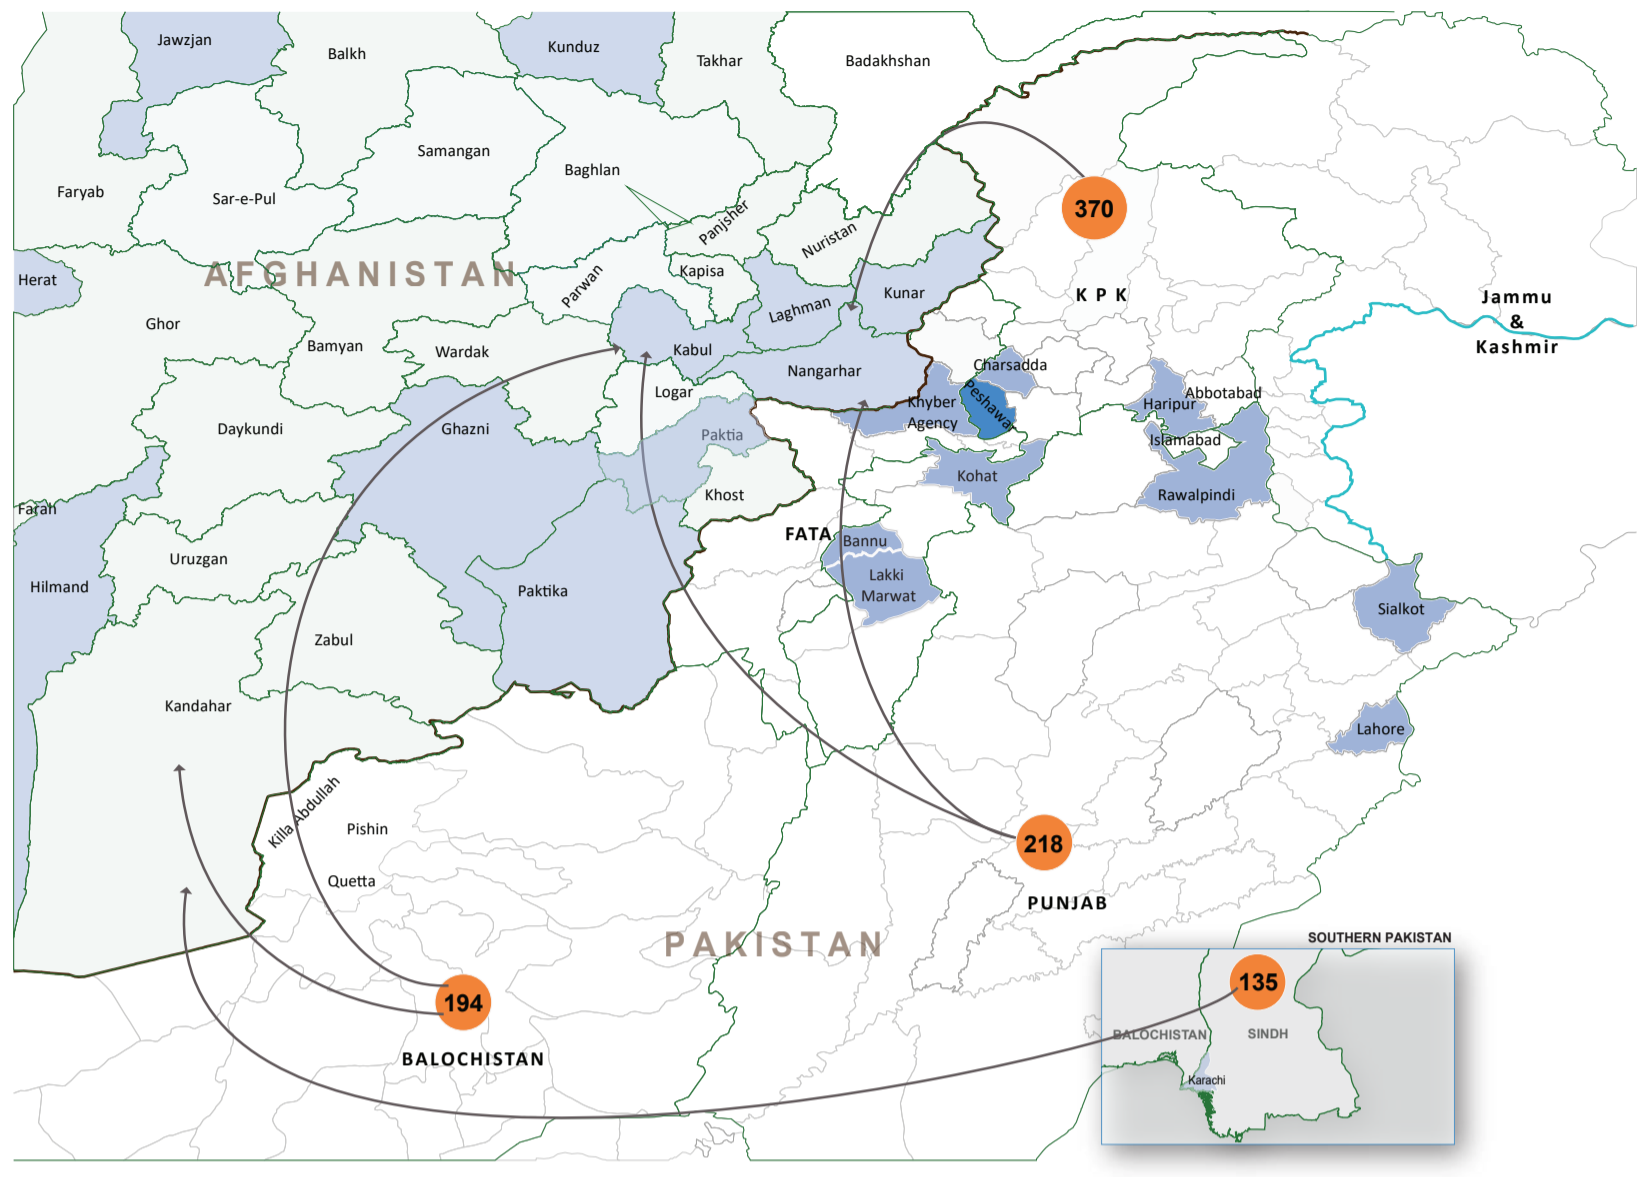 Jawzjan
Balkh
Kunduz
Takhar
Badakhshan
Samangan
Baghlan
Faryab
Sar-e-Pul
Panjsher
Nuristan
370
AFGHANISTAN
Herat
Parwan
Kapisa
Laghman
Kunar
K P K
Jammu
&
Kashmir
Ghor
Bamyan
Wardak
Kabul
Nangarhar
Charsadda
Logar
Khyber
Agency
Peshawar
Haripur
Abbotabad
Daykundi
Ghazni
Paktia
Islamabad
Kohat
Rawalpindi
Khost
Farah
FATA
Bannu
Uruzgan
Hilmand
Paktika
Lakki
Marwat
Sialkot
Zabul
Kandahar
Lahore
Killa Abdullah
Pishin
218
Quetta
PUNJAB
PAKISTAN
SOUTHERN PAKISTAN
194
135
BALOCHISTAN
SINDH
BALOCHISTAN
Karachi